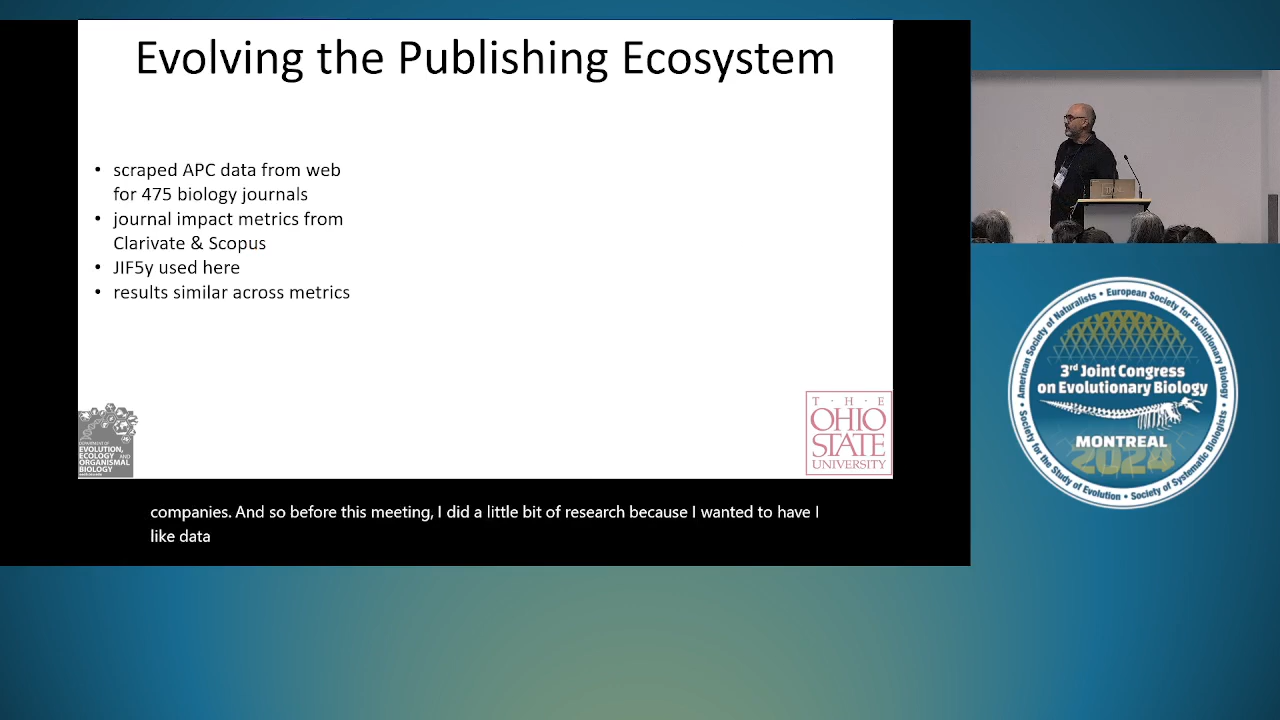 Evolving the Publishing Ecosystem
• scraped APC data from web
for 475 biology journals
• journal impact metrics from
Clarivate & Scopus
• JIF5y used here
• results similar across metrics
DEPARTMENT OF
EVOLUTION,
ECOLOGY AND
ORGANISMAL
BIOLOGY
T · H · E
OHIO
STATE
UNIVERSITY
companies. And so before this meeting, I did a little bit of research because I wanted to have I
like data
American Society of Naturalists • European Society for Evolutionary Biology •
Society for the Study of Evolution • Society of Systematic Biologists •
3rd Joint Congress
on Evolutionary Biology
MONTREAL
2024